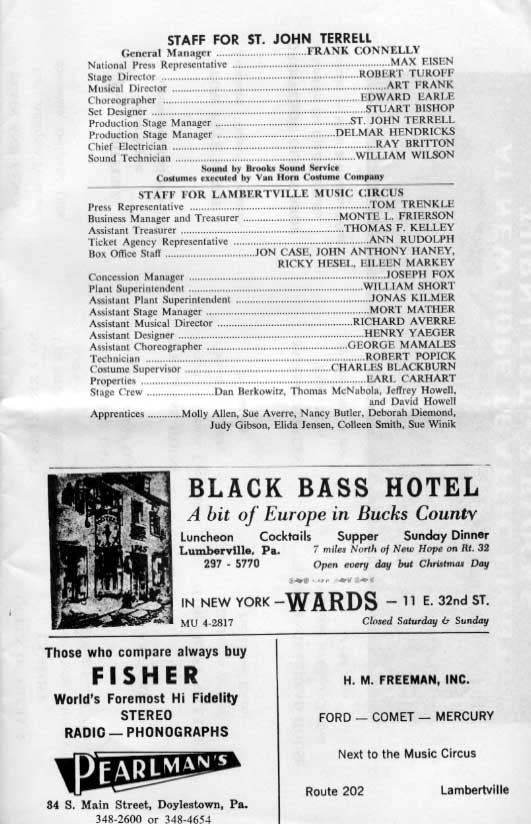 STAFF FOR ST. JOHN TERRELL
General Manager ............................FRANK CONNELLY
National Press Representative ................................................MAX EISEN
Stage Director ............................................................ROBERT TUROFF
Musical Director ................................................................ART FRANK
Choreographer ............................................................EDWARD EARLE
Set Designer ................................................................STUART BISHOP
Production Stage Manager ..................................ST. JOHN TERRELL
Production Stage Manager ..............................DELMAR HENDRICKS
Chief Electrician ................................................................RAY BRITTON
Sound Technician ......................................................WILLIAM WILSON
Sound by Brooks Sound Service
Costumes executed by Van Horn Costume Company
STAFF FOR LAMBERTVILLE MUSIC CIRCUS
Press Representative ......................................................TOM TRENKLE
Business Manager and Treasurer ..........................MONTE L. FRIERSON
Assistant Treasurer ..............................................THOMAS F. KELLEY
Ticket Agency Representative ........................................ANN RUDOLPH
Box Office Staff ..........................JON CASE, JOHN ANTHONY HANEY,
RICKY HESEL, EILEEN MARKEY
Concession Manager ........................................................JOSEPH FOX
Plant Superintendent ..................................................WILLIAM SHORT
Assistant Plant Superintendent ......................................JONAS KILMER
Assistant Stage Manager ..............................................MORT MATHER
Assistant Musical Director ........................................RICHARD AVERRE
Assistant Designer ......................................................HENRY YAEGER
Assistant Choreographer ........................................GEORGE MAMALES
Technician ..............................................................ROBERT POPICK
Costume Supervisor ..........................................CHARLES BLACKBURN
Properties ................................................................EARL CARHART
Stage Crew ..................Dan Berkowitz, Thomas McNabola, Jeffrey Howell,
and David Howell
Apprentices ...........Molly Allen, Sue Averre, Nancy Butler, Deborah Diemond,
Judy Gibson, Elida Jensen, Colleen Smith, Sue Winik
BLACK BASS HOTEL
A bit of Europe in Bucks County
Luncheon Cocktails Supper Sunday Dinner
Lumberville, Pa. 7 miles North of New Hope on Rt. 32
297 - 5770 Open every day but Christmas Day
IN NEW YORK – WARDS – 11 E. 32nd ST.
MU 4-2817 Closed Saturday & Sunday
Those who compare always buy
FISHER
World's Foremost Hi Fidelity
STEREO
RADIO — PHONOGRAPHS
PEARLMAN'S
34 S. Main Street, Doylestown, Pa.
348-2600 or 348-4654
H. M. FREEMAN, INC.
FORD — COMET — MERCURY
Next to the Music Circus
Route 202 Lambertville